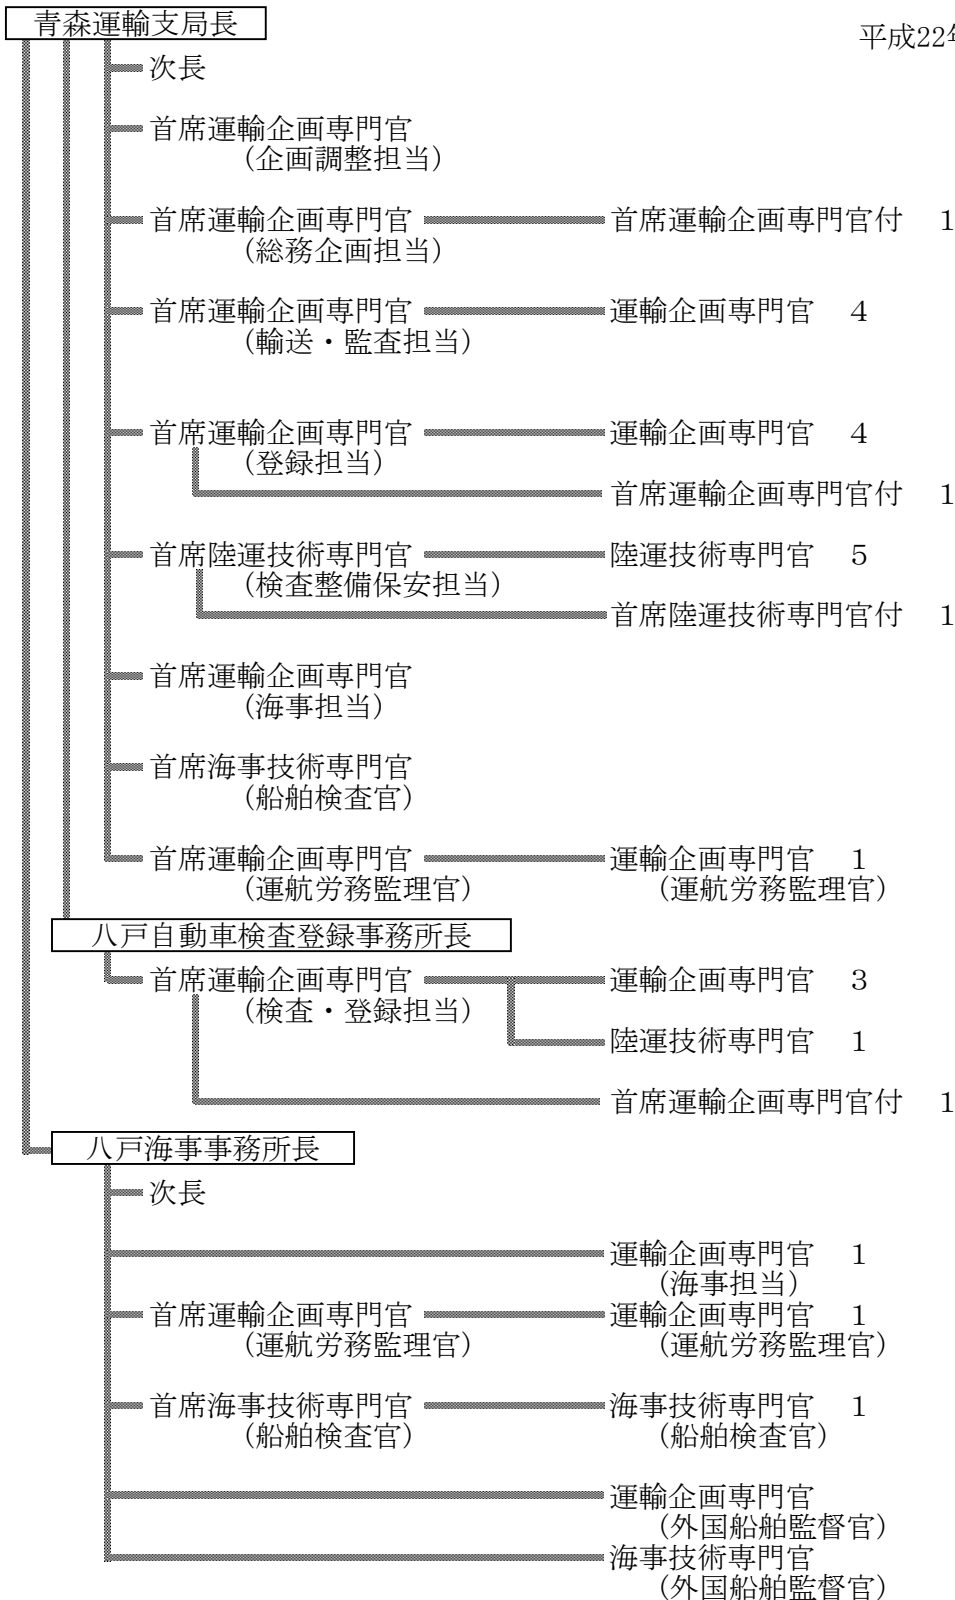 青森運輸支局長
平成22年
次長
首席運輸企画専門官
(企画調整担当)
首席運輸企画専門官 首席運輸企画専門官付 1
(総務企画担当)
首席運輸企画専門官 運輸企画専門官 4
(輸送・監査担当)
首席運輸企画専門官 運輸企画専門官 4
(登録担当)
首席運輸企画専門官付 1
首席陸運技術専門官 陸運技術専門官 5
(検査整備保安担当)
首席陸運技術専門官付 1
首席運輸企画専門官
(海事担当)
首席海事技術専門官
(船舶検査官)
首席運輸企画専門官 運輸企画専門官 1
(運航労務監理官) (運航労務監理官)
八戸自動車検査登録事務所長
首席運輸企画専門官 運輸企画専門官 3
(検査・登録担当)
陸運技術専門官 1
首席運輸企画専門官付 1
八戸海事事務所長
次長
運輸企画専門官 1
(海事担当)
首席運輸企画専門官 運輸企画専門官 1
(運航労務監理官) (運航労務監理官)
首席海事技術専門官 海事技術専門官 1
(船舶検査官) (船舶検査官)
運輸企画専門官
(外国船舶監督官)
海事技術専門官
(外国船舶監督官)